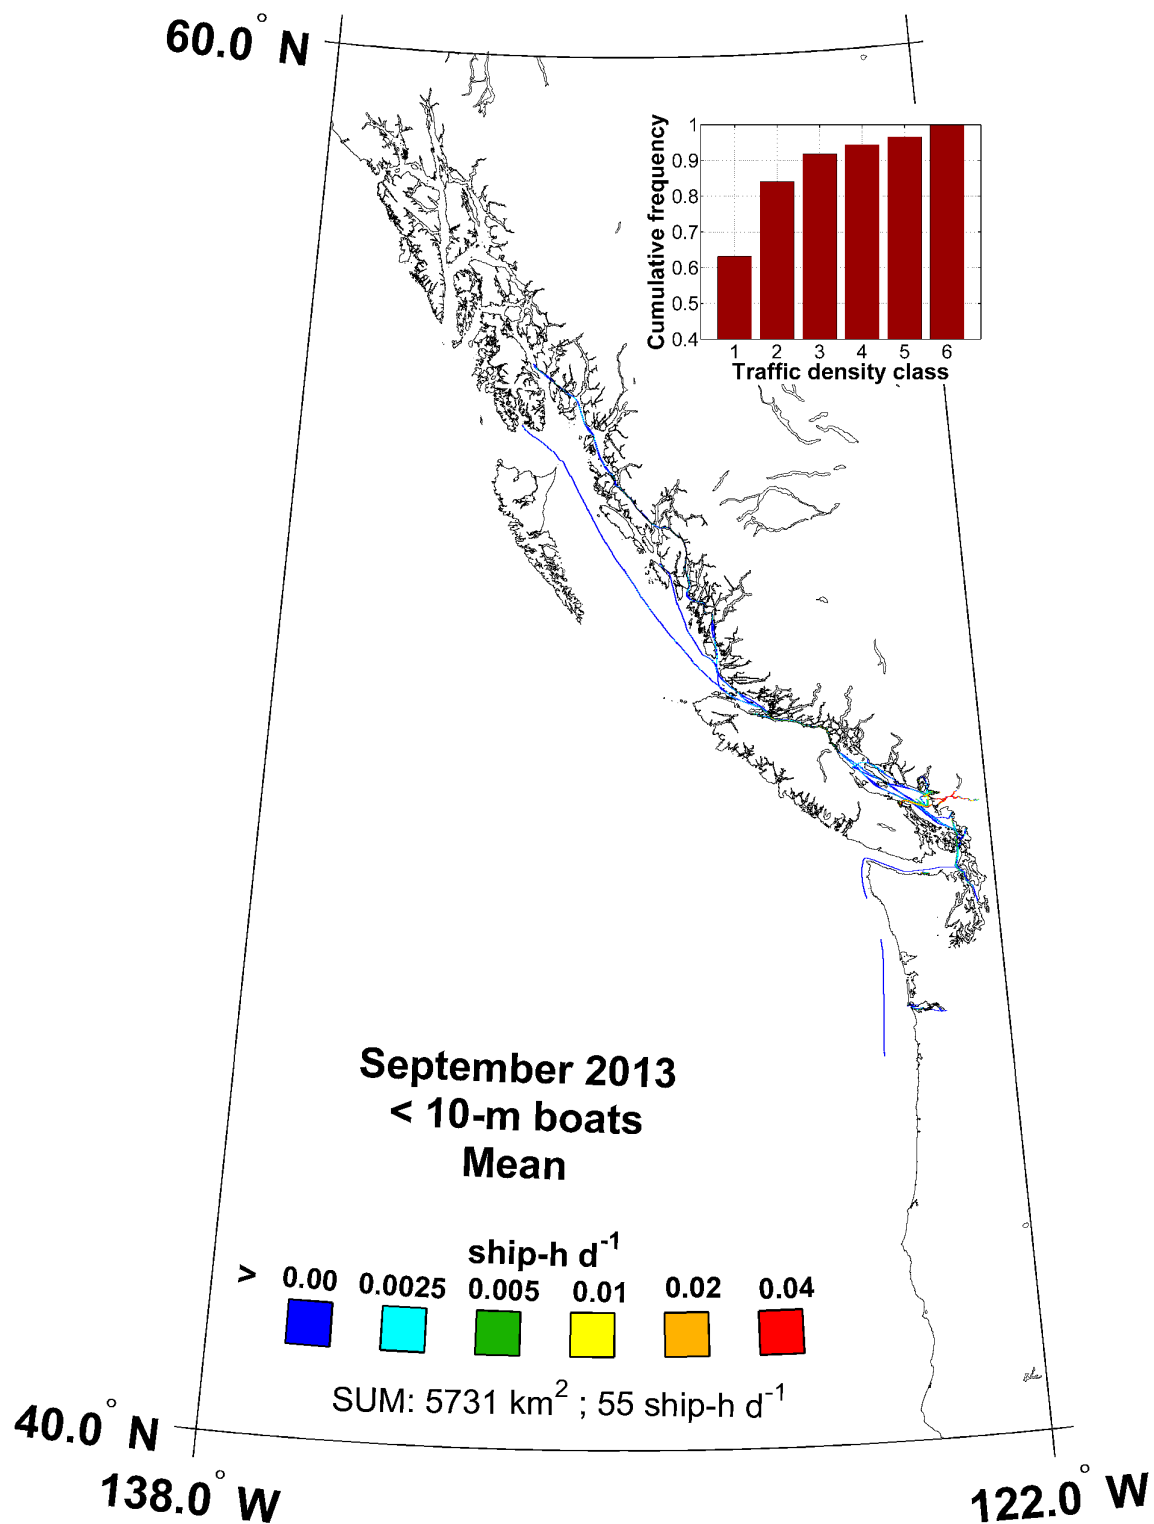 60.0° N
Cumulative frequency
1
0.9
0.8
0.7
0.6
0.5
0.4
1 2 3 4 5 6
Traffic density class
September 2013
< 10-m boats
Mean
ship-h d-1
> 0.00 0.0025 0.005 0.01 0.02 0.04
SUM: 5731 km2 ; 55 ship-h d-1
40.0° N
138.0° W
122.0° W